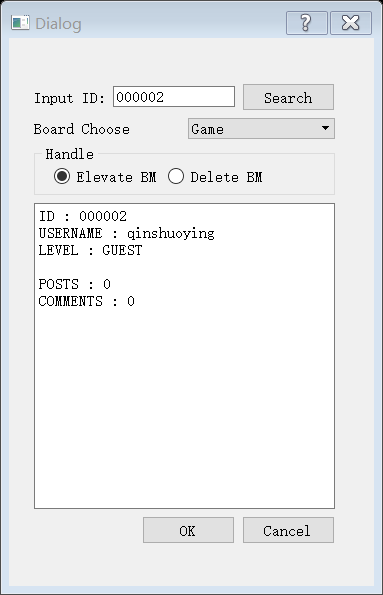 Dialog
Input ID: 000002 Search
Board Choose Game
Handle
Elevate BM Delete BM
ID : 000002
USERNAME : qinshuoying
LEVEL : GUEST
POSTS : 0
COMMENTS : 0
OK Cancel